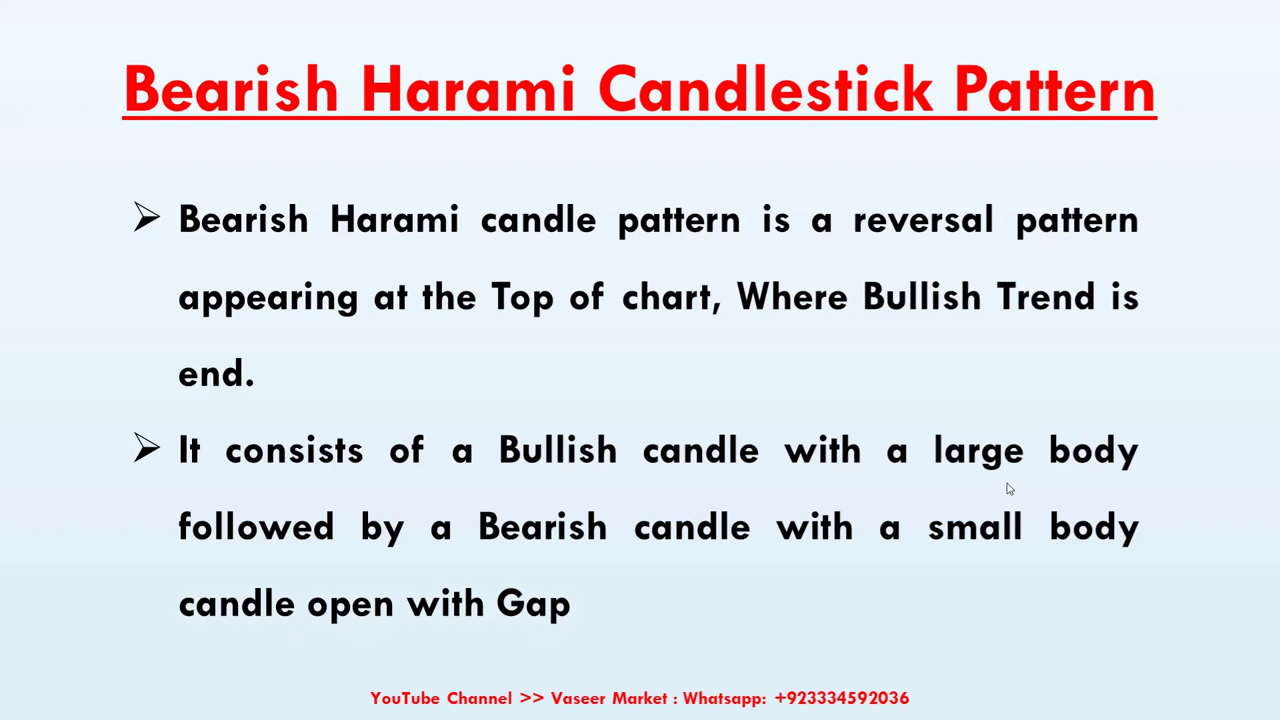 Bearish Harami Candlestick Pattern
➢ Bearish Harami candle pattern is a reversal pattern
appearing at the Top of chart, Where Bullish Trend is
end.
➢ It consists of a Bullish candle with a large body
followed by a Bearish candle with a small body
candle open with Gap
YouTube Channel >> Vaseer Market : Whatsapp: +923334592036